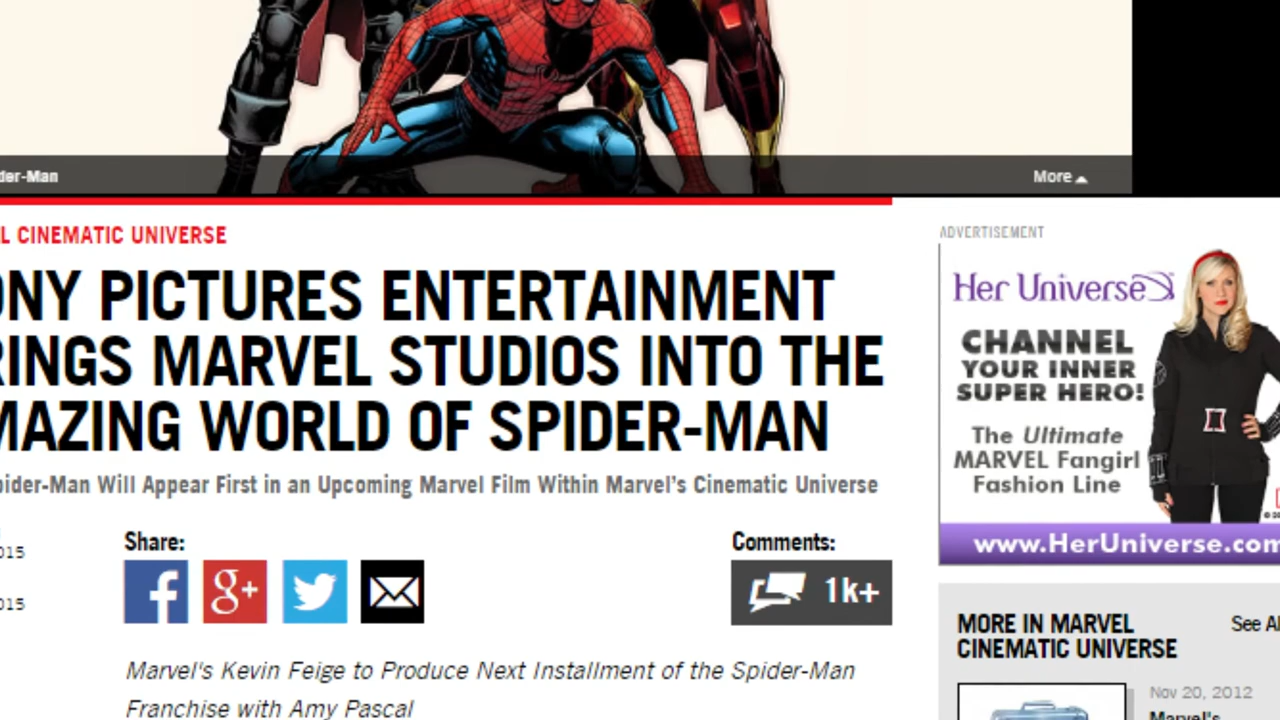 der-Man
More
L CINEMATIC UNIVERSE
ONY PICTURES ENTERTAINMENT
RINGS MARVEL STUDIOS INTO THE
MAZING WORLD OF SPIDER-MAN
pider-Man Will Appear First in an Upcoming Marvel Film Within Marvel's Cinematic Universe
015
015
Share:
Comments:
1k+
Marvel's Kevin Feige to Produce Next Installment of the Spider-Man
Franchise with Amy Pascal
ADVERTISEMENT
Her Universe
CHANNEL
YOUR INNER
SUPER HERO!
The Ultimate
MARVEL Fangirl
Fashion Line
www.HerUniverse.com
MORE IN MARVEL
CINEMATIC UNIVERSE
See Al
Nov 20, 2012
Marvel's